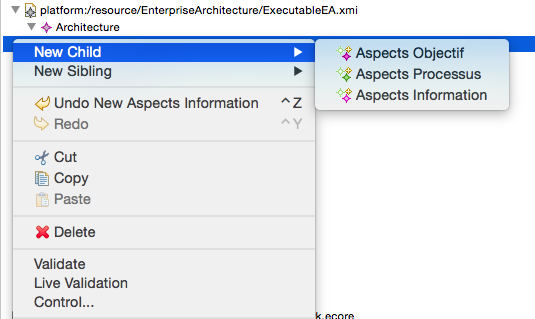 platform:/resource/EnterpriseArchitecture/ExecutableEA.xmi
Architecture
New Child
New Sibling
Undo New Aspects Information ^Z
Redo ^Y
Cut
Copy
Paste
Delete
Validate
Live Validation
Control...
Aspects Objectif
Aspects Processus
Aspects Information
k.ecore